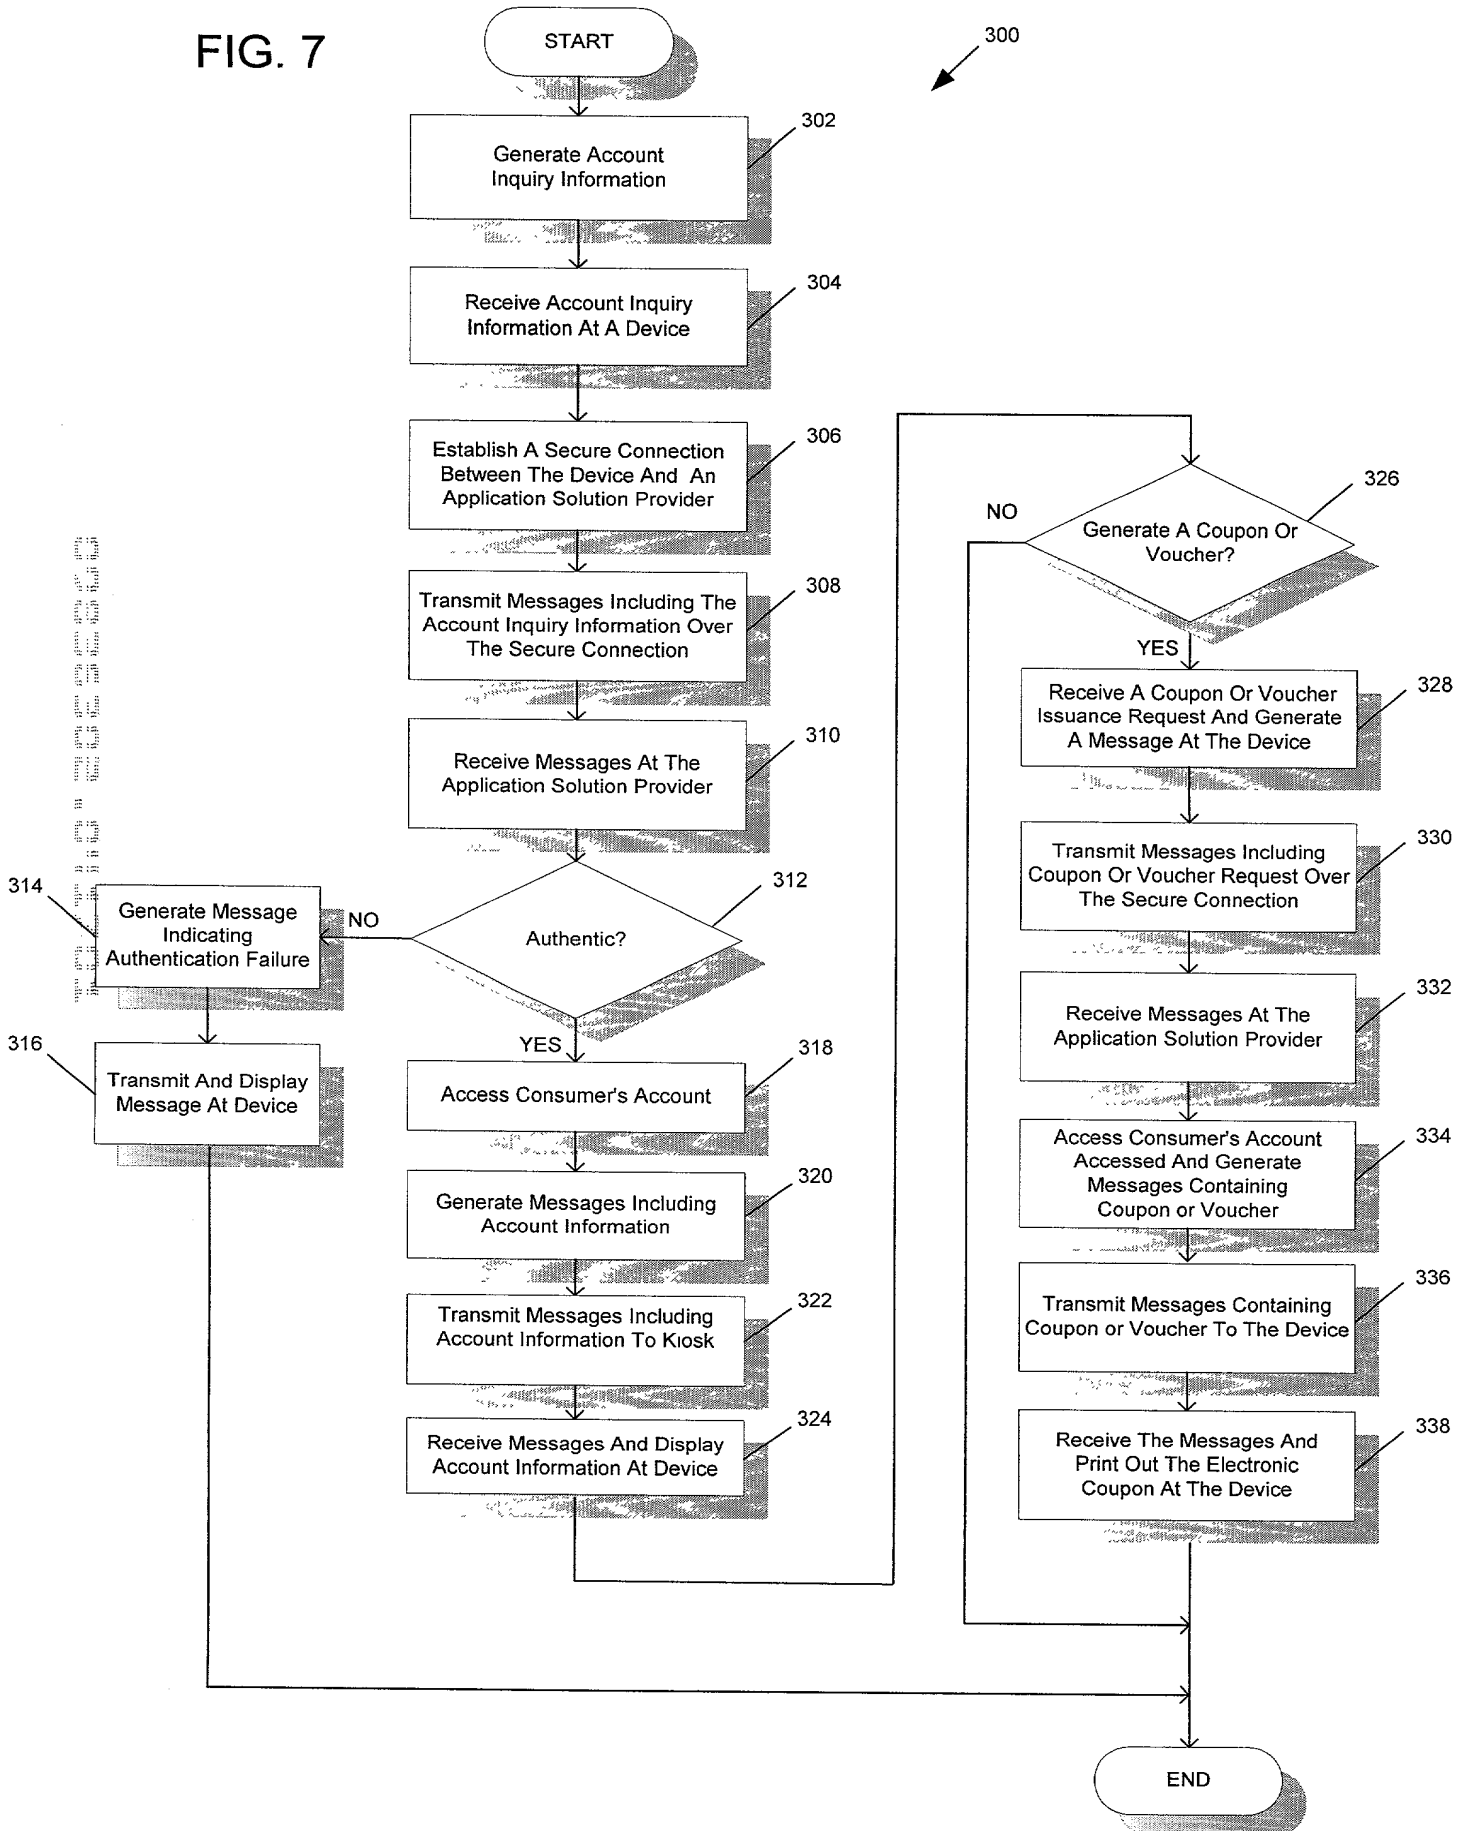 FIG. 7
START
300
302
Generate Account
Inquiry Information
304
Receive Account Inquiry
Information At A Device
306
Establish A Secure Connection
Between The Device And An
Application Solution Provider
308
Transmit Messages Including The
Account Inquiry Information Over
The Secure Connection
310
Receive Messages At The
Application Solution Provider
312
Authentic?
NO
314
Generate Message
Indicating
Authentication Failure
316
Transmit And Display
Message At Device
YES
318
Access Consumer's Account
320
Generate Messages Including
Account Information
322
Transmit Messages Including
Account Information To Kiosk
324
Receive Messages And Display
Account Information At Device
326
Generate A Coupon Or
Voucher?
NO
YES
328
Receive A Coupon Or Voucher
Issuance Request And Generate
A Message At The Device
330
Transmit Messages Including
Coupon Or Voucher Request Over
The Secure Connection
332
Receive Messages At The
Application Solution Provider
334
Access Consumer's Account
Accessed And Generate
Messages Containing
Coupon or Voucher
336
Transmit Messages Containing
Coupon or Voucher To The Device
338
Receive The Messages And
Print Out The Electronic
Coupon At The Device
END